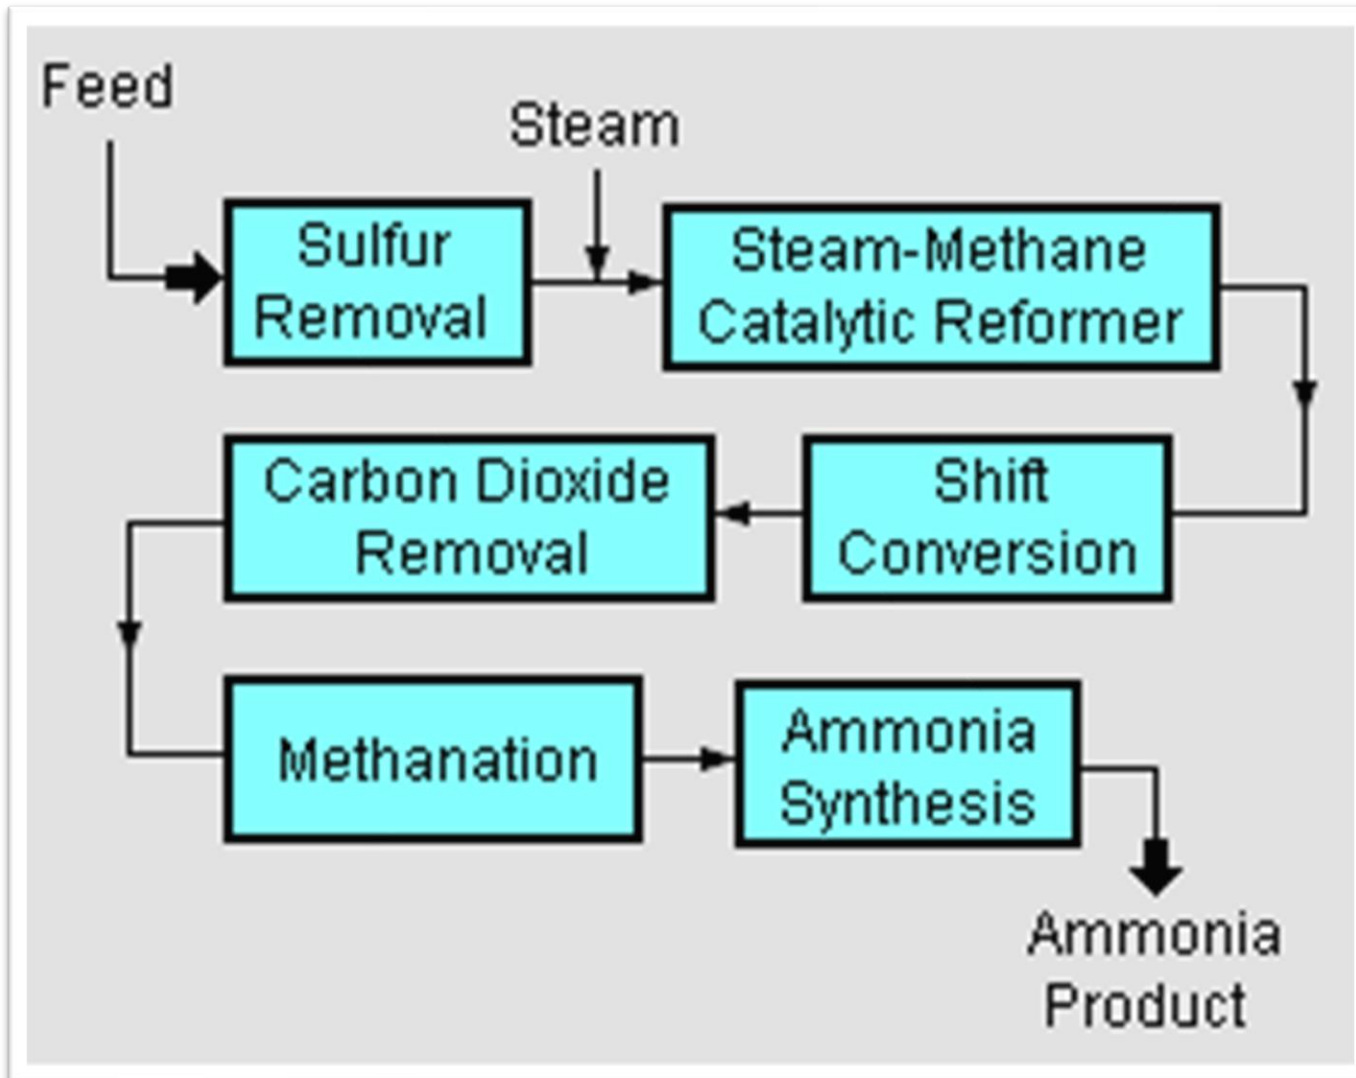 Feed
Steam
Sulfur
Removal
Steam-Methane
Catalytic Reformer
Carbon Dioxide
Removal
Shift
Conversion
Methanation
Ammonia
Synthesis
Ammonia
Product